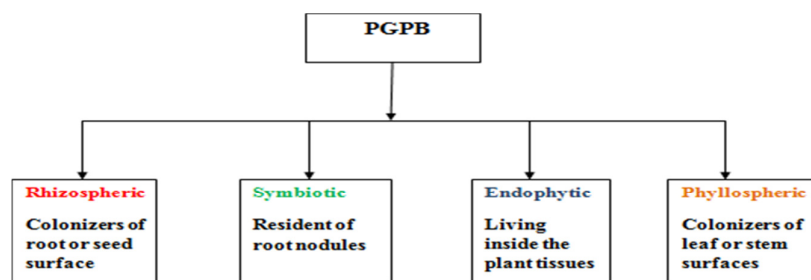 PGPB
Rhizospheric
Colonizers of
root or seed
surface
Symbiotic
Resident of
root nodules
Endophytic
Living
inside the
plant tissues
Phyllospheric
Colonizers of
leaf or stem
surfaces